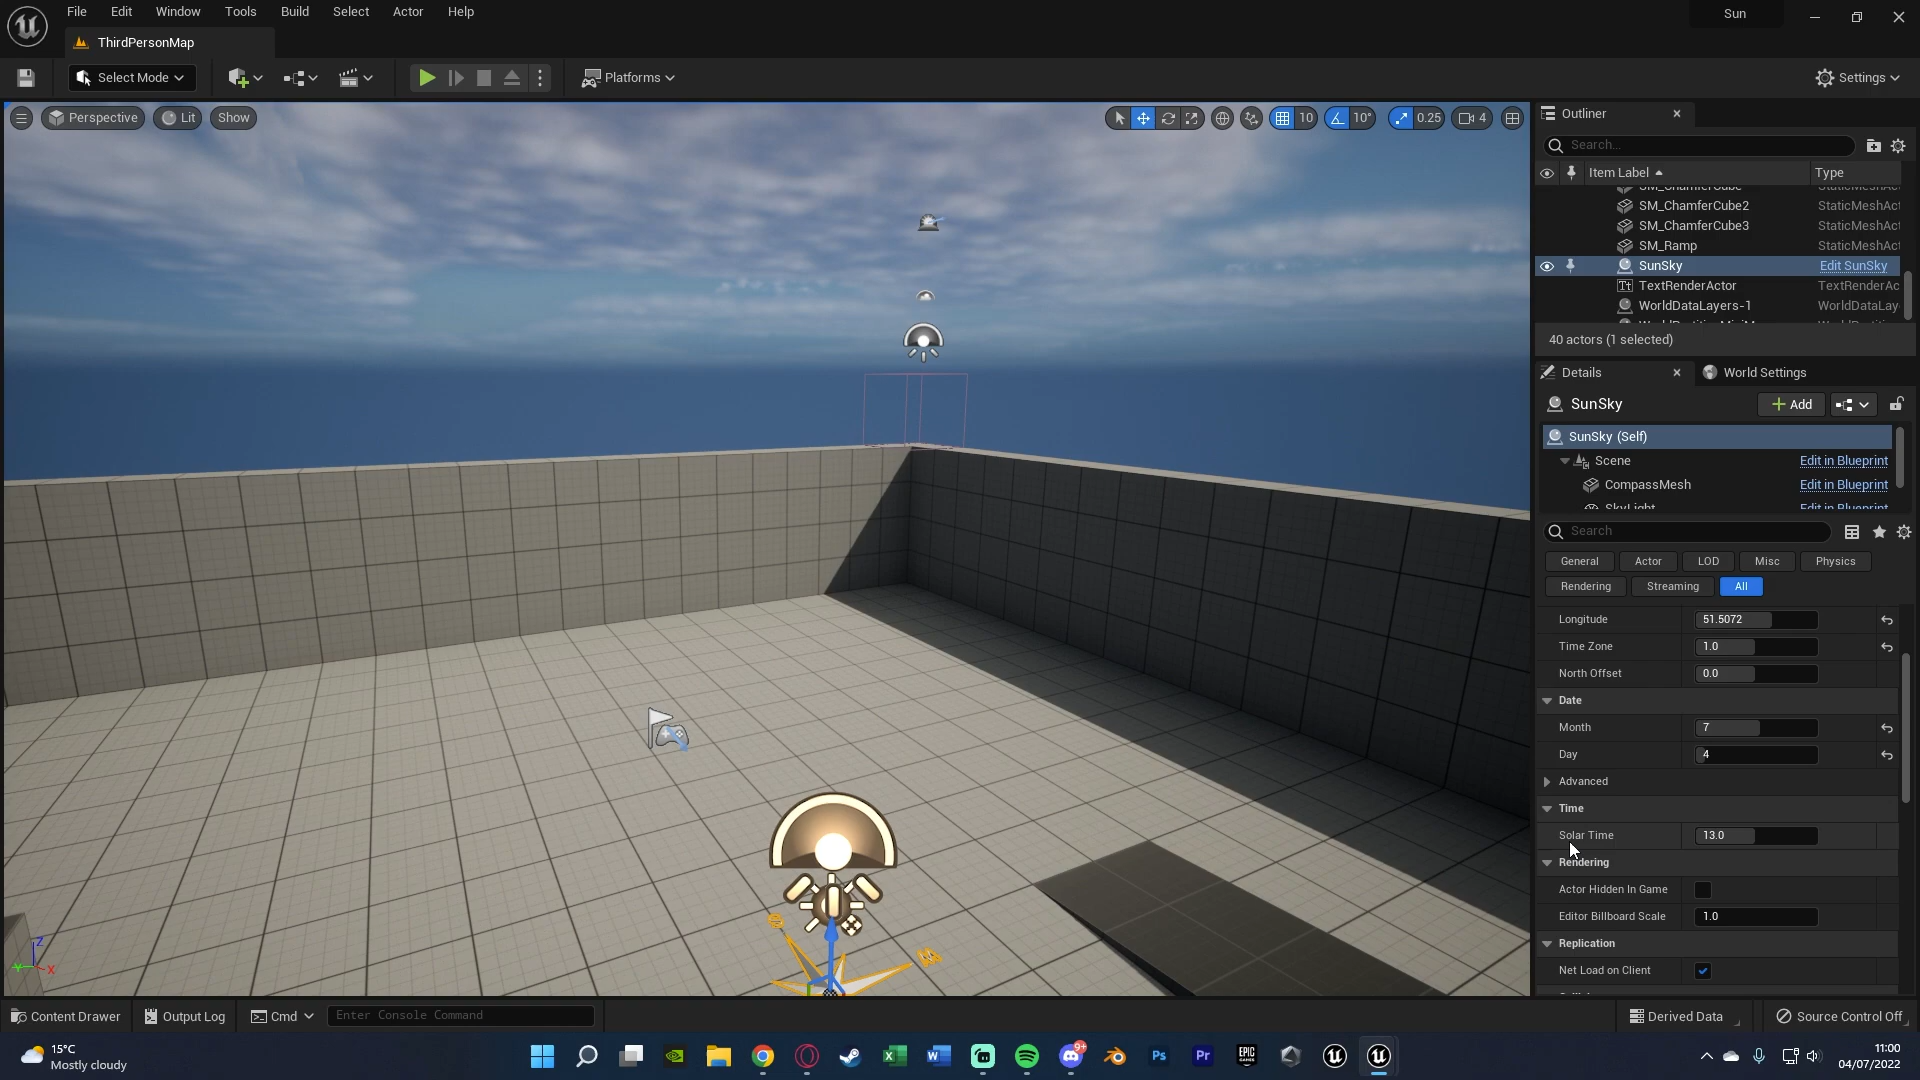 File Edit Window Tools Build Select Actor Help
Sun
ThirdPersonMap
Select Mode
Platforms
Settings
Perspective Lit Show
10 10° 0.25 4
Outliner
Search...
Item Label Type
SM_ChamferCube
SM_ChamferCube2 StaticMeshAct
SM_ChamferCube3 StaticMeshAct
SM_Ramp StaticMeshAct
SunSky Edit SunSky
TextRenderActor TextRenderAc
WorldDataLayers-1 WorldDataLay
40 actors (1 selected)
Details World Settings
SunSky
Add
SunSky (Self)
Scene Edit in Blueprint
CompassMesh Edit in Blueprint
SkyLight Edit in Blueprint
Search
General Actor LOD Misc Physics
Rendering Streaming All
Longitude 51.5072
Time Zone 1.0
North Offset 0.0
Date
Month 7
Day 4
Advanced
Time
Solar Time 13.0
Rendering
Actor Hidden In Game
Editor Billboard Scale 1.0
Replication
Net Load on Client
Z
Y X
Content Drawer Output Log Cmd Enter Console Command
Derived Data Source Control Off
15°C
Mostly cloudy
9+
Ps Pr EPIC GAMES
11:00
04/07/2022